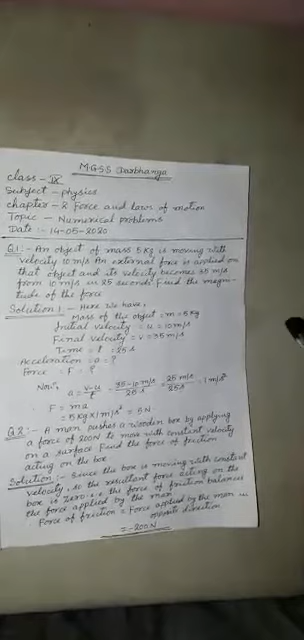 MGSS Darbhanga
class - IX
Subject - physics
chapter - 2 Force and laws of motion
Topic - Numerical problems
Date :- 14-05-2020
Q1:- An object of mass 5 Kg is moving with
velocity 10 m/s An external force is applied on
that object and its velocity becomes 35 m/s
from 10 m/s in 25 seconds Find the magni-
tude of the force
Solution :- Here we have,
Mass of the object = m = 5 Kg
Initial velocity = u = 10 m/s
Final velocity = v = 35 m/s
Time = t = 25 s
Acceleration = a = ?
Force = F = ?
Now, a = v-u/t = 35-10 m/s/25 s = 25 m/s/25 s = 1 m/s²
F = ma
= 5 Kg x 1 m/s² = 5N
Q2:- A man pushes a wooden box by applying
a force of 200N to move with constant velocity
on a surface Find the force of friction
acting on the box
Solution :- Since the box is moving with constant
velocity, so the resultant force acting on the
box is zero i.e. the force of friction balances
the force applied by the man
Force of friction = Force applied by the man in
opposite direction
= -200N